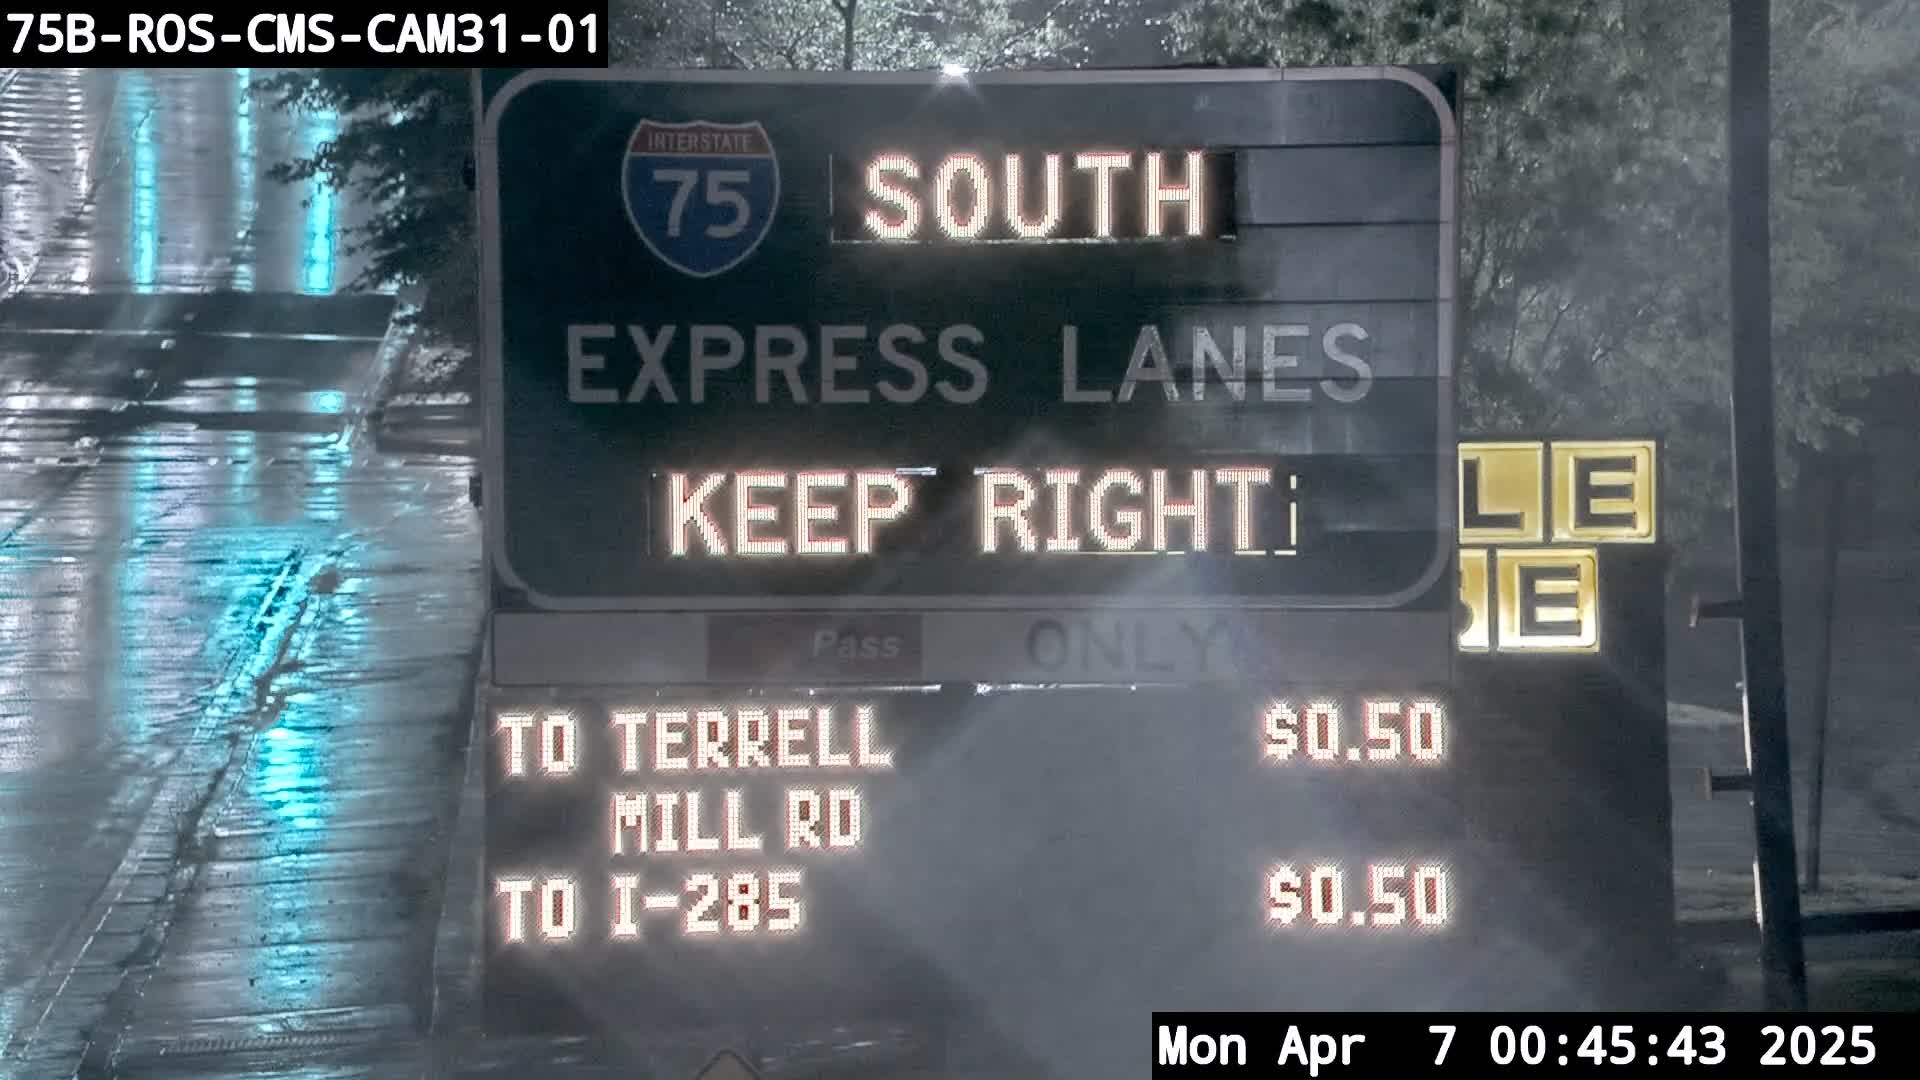 75B-ROS-CMS-CAM31-01
INTERSTATE
75
SOUTH
EXPRESS LANES
KEEP RIGHT
LE
E
Pass ONLY
TO TERRELL $0.50
MILL RD
TO I-285 $0.50
Mon Apr 7 00:45:43 2025